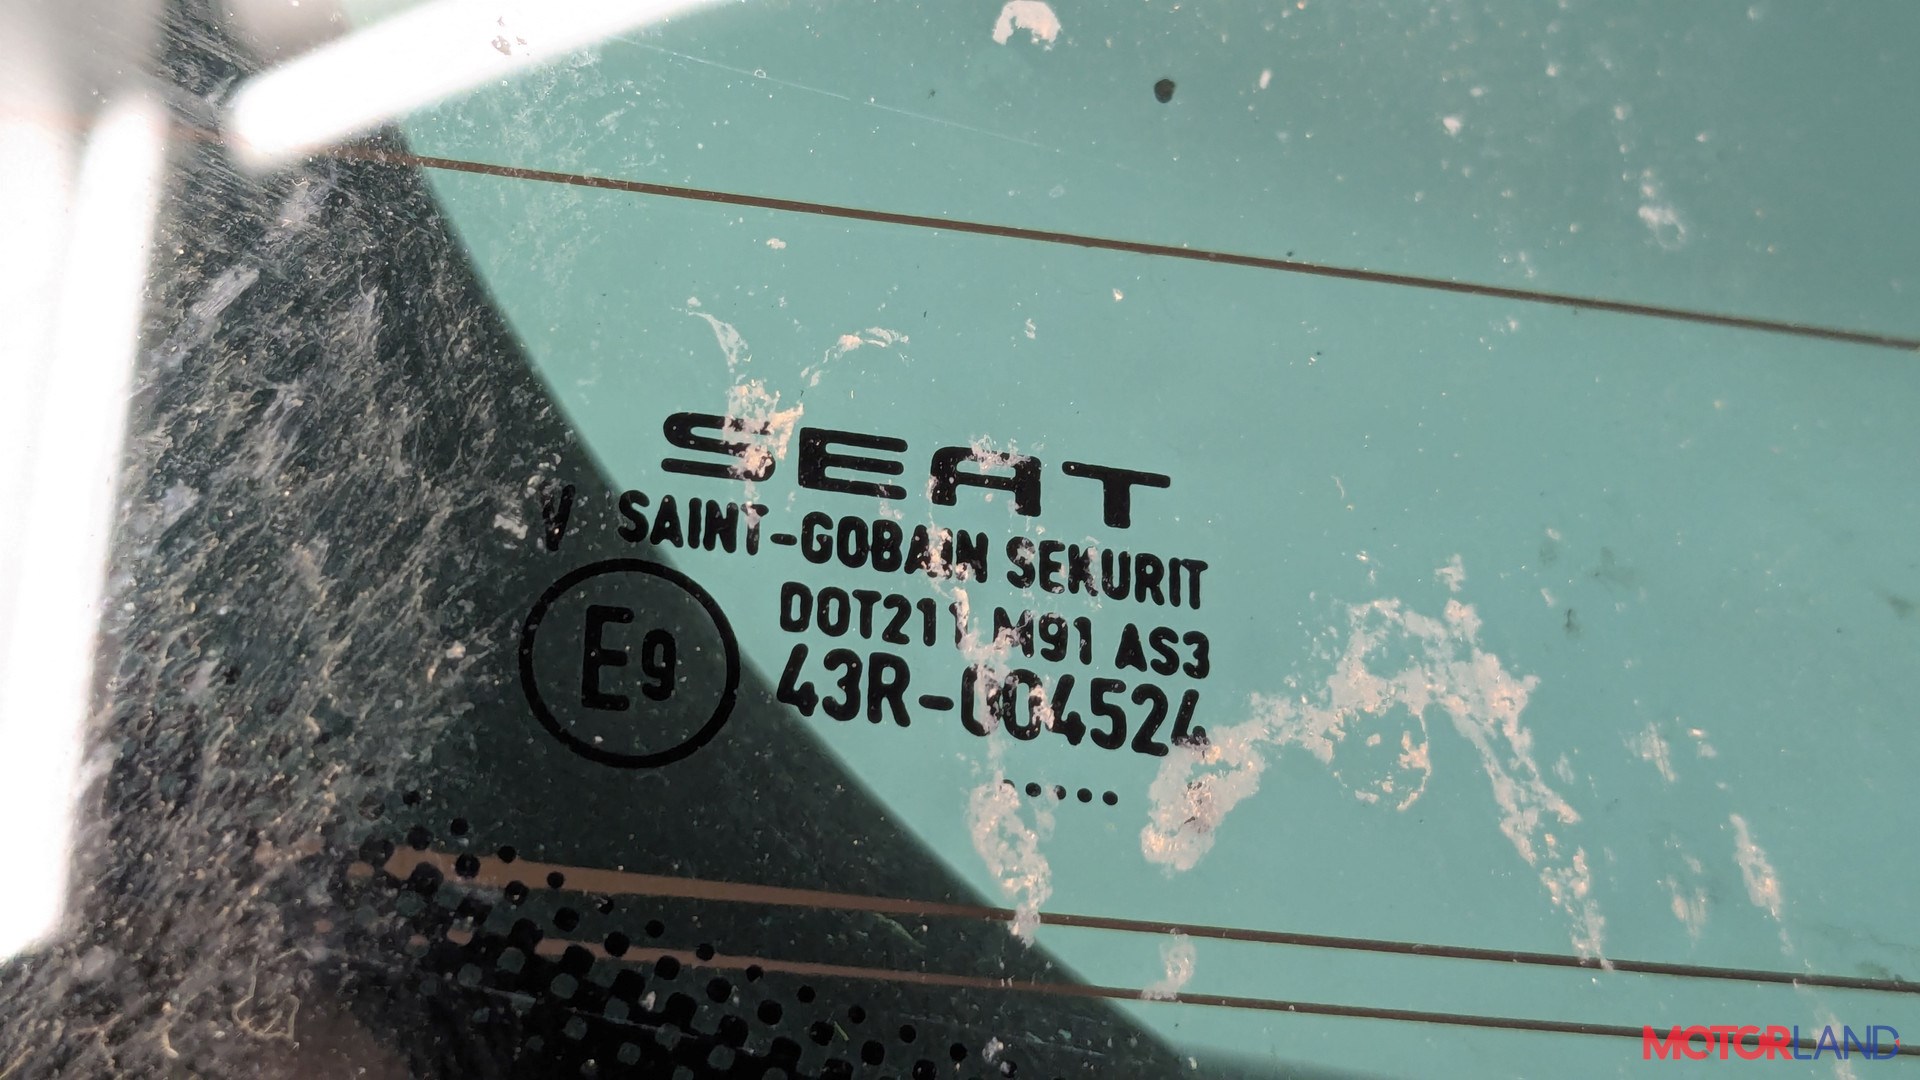 SEAT
V SAINT-GOBAIN SEKURIT
E9
DOT211 M91 AS3
43R-004524
.....
MOTORLAND